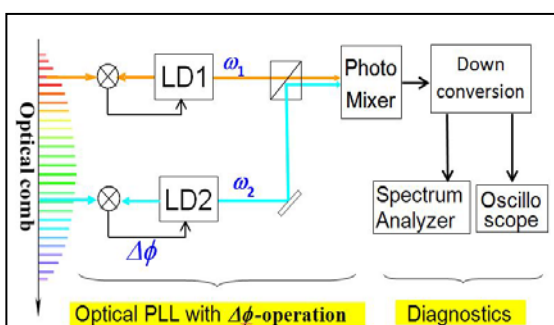 Optical comb
LD1
ω₁
LD2
ω₂
Δϕ
Photo
Mixer
Down
conversion
Spectrum
Analyzer
Oscillo
scope
Optical PLL with Δϕ-operation
Diagnostics